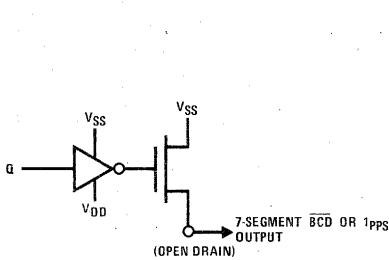 VSS
VSS
G
VDD
7-SEGMENT BCD OR 1PPS
OUTPUT
(OPEN DRAIN)